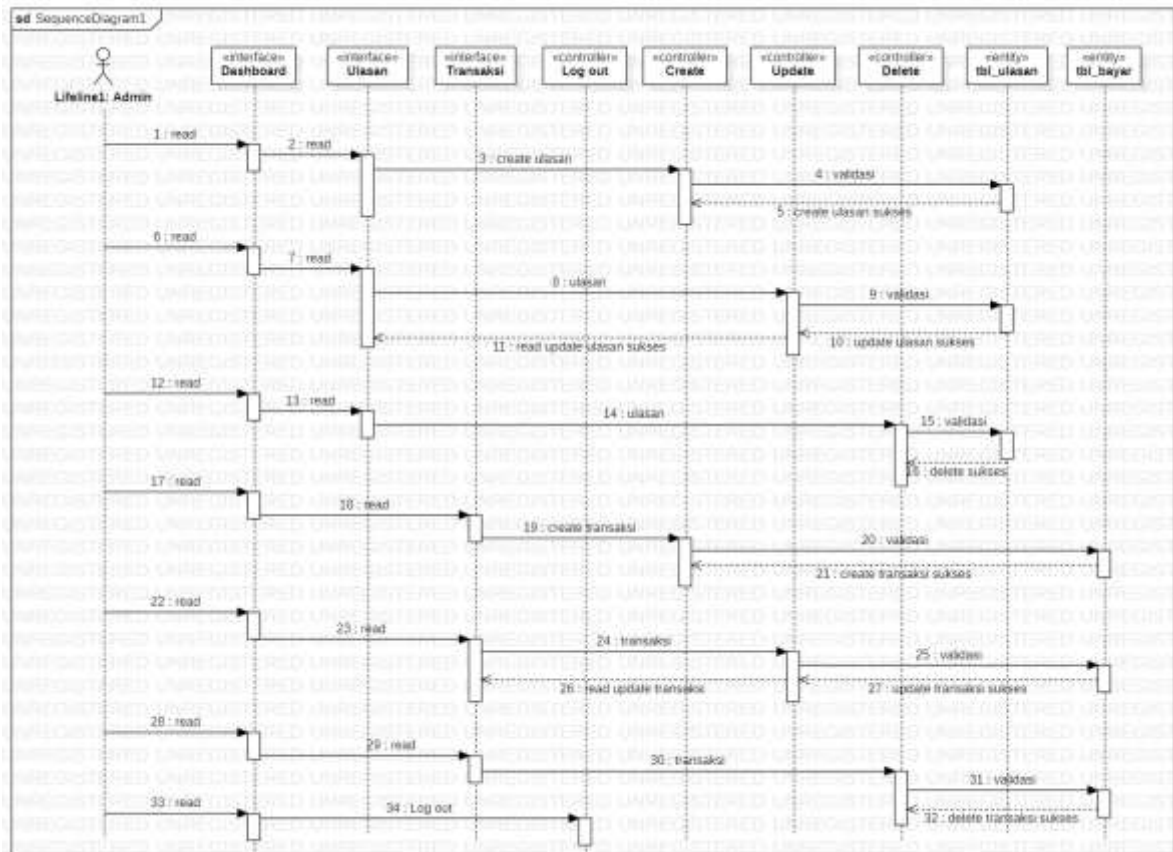 sd SequenceDiagram1
«interface» «interface» «interface» «controller» «controller» «controller» «controller» «entity» «entity»
Dashboard Ulasan Transaksi Log out Create Update Delete tbl_ulasan tbl_bayar
Lifeline1: Admin
1 : read
2 : read
3 : create ulasan
4 : validasi
5 : create ulasan sukses
6 : read
7 : read
8 : ulasan
9 : validasi
10 : update ulasan sukses
11 : read update ulasan sukses
12 : read
13 : read
14 : ulasan
15 : validasi
16 : delete sukses
17 : read
18 : read
19 : create transaksi
20 : validasi
21 : create transaksi sukses
22 : read
23 : read
24 : transaksi
25 : validasi
26 : read update transaksi
27 : update transaksi sukses
28 : read
29 : read
30 : transaksi
31 : validasi
32 : delete transaksi sukses
33 : read
34 : Log out
UNREGISTERED